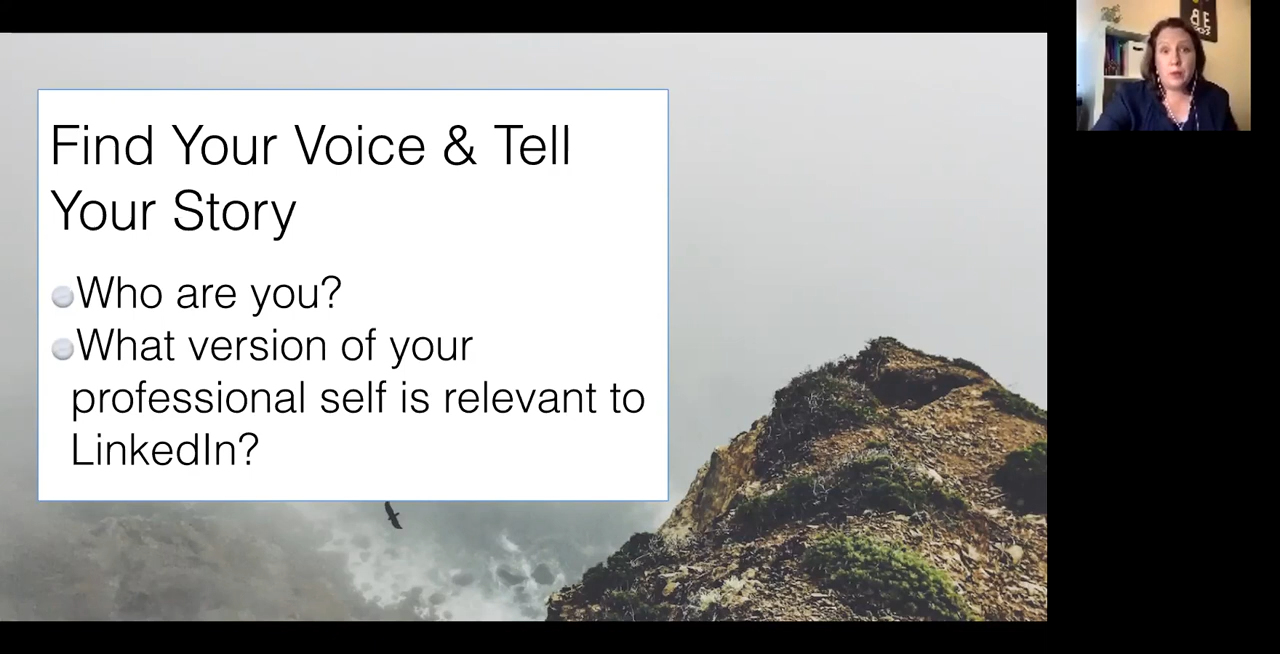 Find Your Voice & Tell
Your Story
Who are you?
What version of your
professional self is relevant to
LinkedIn?